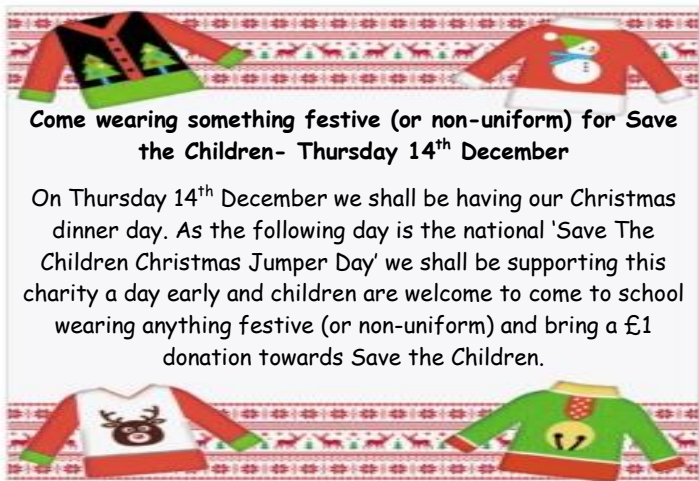 Come wearing something festive (or non-uniform) for Save
the Children- Thursday 14th December
On Thursday 14th December we shall be having our Christmas
dinner day. As the following day is the national ‘Save The
Children Christmas Jumper Day’ we shall be supporting this
charity a day early and children are welcome to come to school
wearing anything festive (or non-uniform) and bring a £1
donation towards Save the Children.